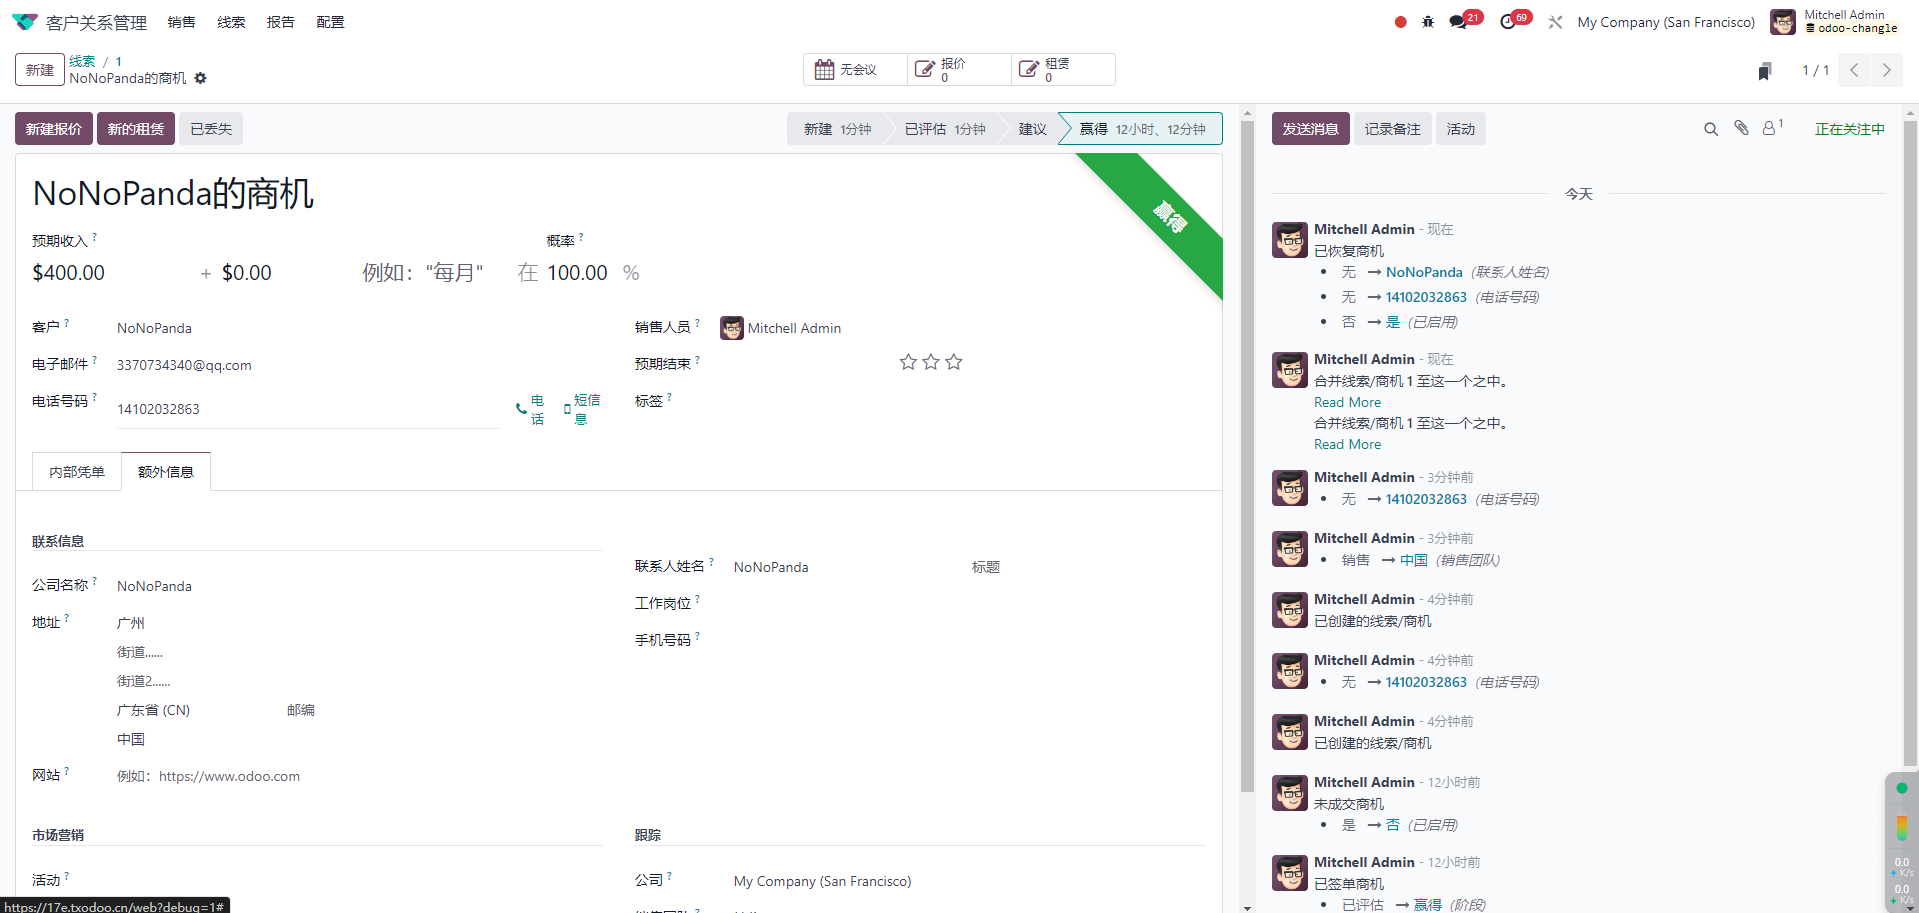 客户关系管理 销售 线索 报告 配置
21 69 My Company (San Francisco) Mitchell Admin
odoo-changle
新建 线索 / 1
NoNoPanda的商机
无会议 报价 0 租赁 0
1 / 1
新建报价 新的租赁 已丢失
新建 1分钟 已评估 1分钟 建议 赢得 12小时、12分钟
NoNoPanda的商机
赢得
预期收入 ? 概率 ?
$400.00 + $0.00 例如："每月" 在 100.00 %
客户 ? NoNoPanda
销售人员 ? Mitchell Admin
电子邮件 ? 3370734340@qq.com
预期结束 ?
电话号码 ? 14102032863 电话 短信息
标签 ?
内部凭单 额外信息
联系信息
公司名称 ? NoNoPanda
联系人姓名 ? NoNoPanda 标题
工作岗位 ?
手机号码 ?
地址 ? 广州
街道......
街道2......
广东省 (CN) 邮编
中国
网站 ? 例如：https://www.odoo.com
市场营销
跟踪
活动 ?
公司 ? My Company (San Francisco)
https://17e.txodoo.cn/web?debug=1#
发送消息 记录备注 活动 1 正在关注中
今天
Mitchell Admin - 现在
已恢复商机
• 无 → NoNoPanda (联系人姓名)
• 无 → 14102032863 (电话号码)
• 否 → 是 (已启用)
Mitchell Admin - 现在
合并线索/商机 1 至这一个之中。
Read More
合并线索/商机 1 至这一个之中。
Read More
Mitchell Admin - 3分钟前
• 无 → 14102032863 (电话号码)
Mitchell Admin - 3分钟前
• 销售 → 中国 (销售团队)
Mitchell Admin - 4分钟前
已创建的线索/商机
Mitchell Admin - 4分钟前
• 无 → 14102032863 (电话号码)
Mitchell Admin - 4分钟前
已创建的线索/商机
Mitchell Admin - 12小时前
未成交商机
• 是 → 否 (已启用)
Mitchell Admin - 12小时前
已签单商机
• 已评估 → 赢得 (阶段)
0.0
K/s
0.0
K/s